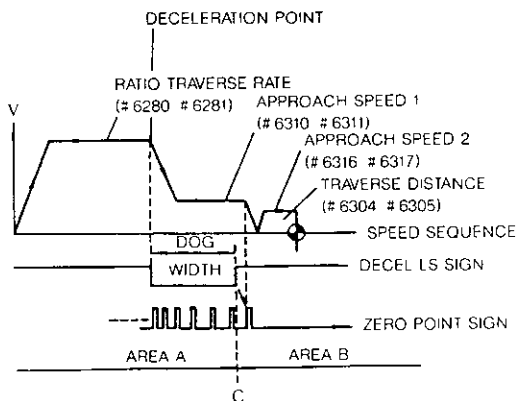 DECELERATION POINT
RATIO TRAVERSE RATE
(#6280 #6281)
V
APPROACH SPEED 1
(#6310 #6311)
APPROACH SPEED 2
(#6316 #6317)
TRAVERSE DISTANCE
(#6304 #6305)
SPEED SEQUENCE
DOG
WIDTH
DECEL LS SIGN
ZERO POINT SIGN
AREA A
AREA B
C